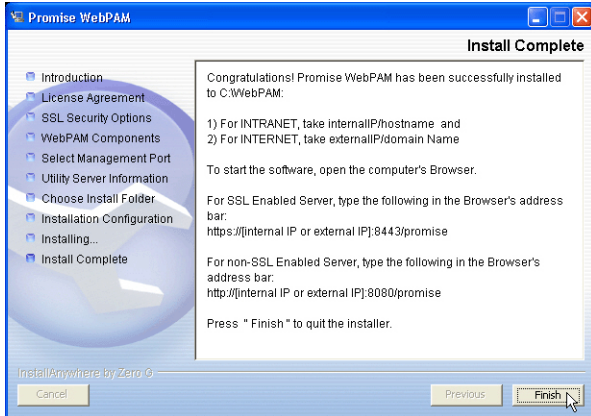 Promise WebPAM
Install Complete
Introduction
License Agreement
SSL Security Options
WebPAM Components
Select Management Port
Utility Server Information
Choose Install Folder
Installation Configuration
Installing...
Install Complete
Congratulations! Promise WebPAM has been successfully installed
to C:\WebPAM:
1) For INTRANET, take internalIP/hostname and
2) For INTERNET, take externalIP/domain Name
To start the software, open the computer's Browser.
For SSL Enabled Server, type the following in the Browser's address
bar:
https://[internal IP or external IP]:8443/promise
For non-SSL Enabled Server, type the following in the Browser's
address bar:
http://[internal IP or external IP]:8080/promise
Press " Finish " to quit the installer.
InstallAnywhere by Zero G
Cancel
Previous
Finish